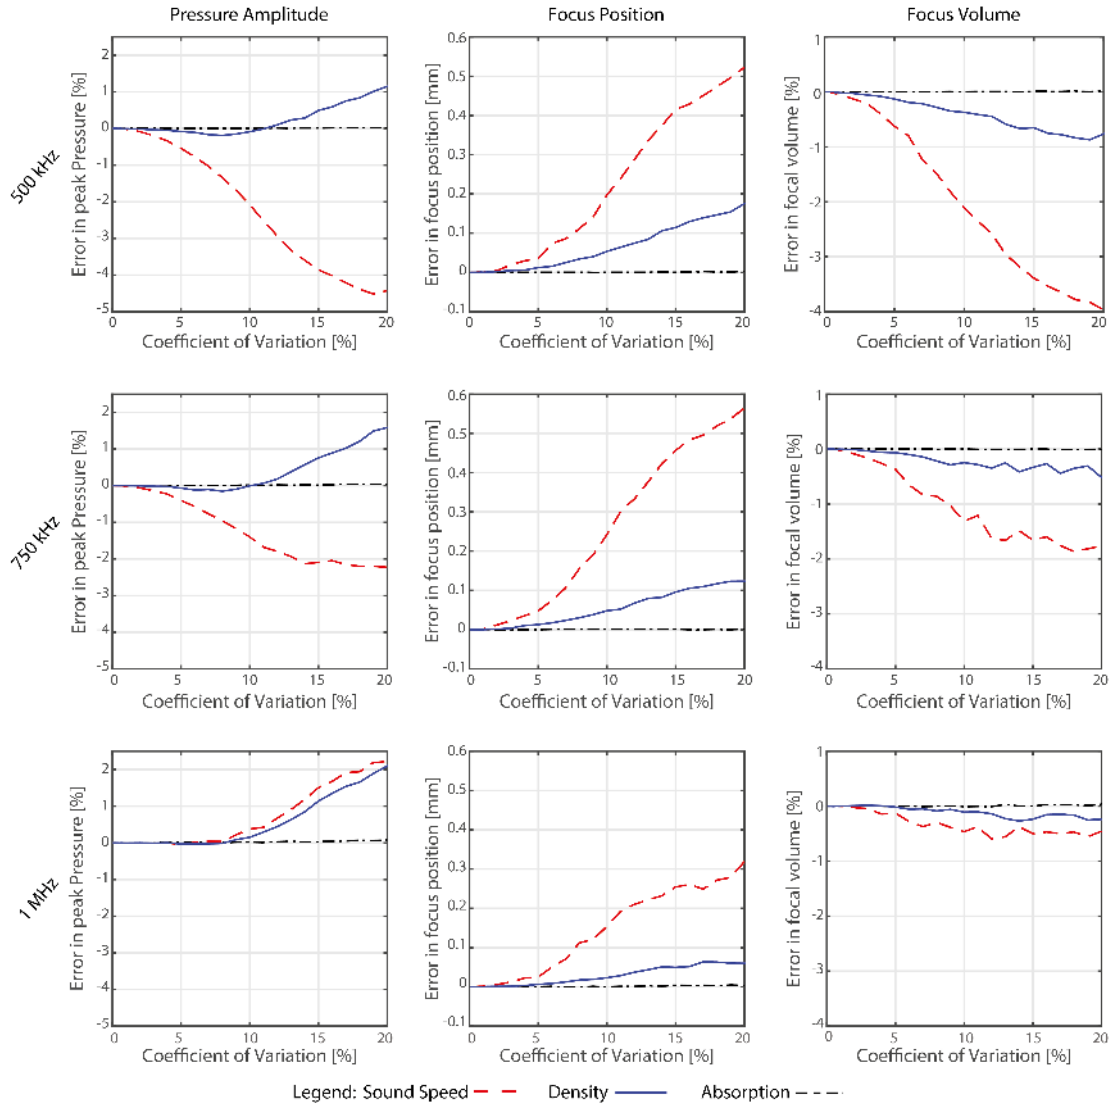 Pressure Amplitude Focus Position Focus Volume
500 kHz
Error in peak Pressure [%]
2
1
0
-1
-2
-3
-4
-5
0 5 10 15 20
Coefficient of Variation [%]
Error in focus position [mm]
0.6
0.5
0.4
0.3
0.2
0.1
0
-0.1
0 5 10 15 20
Coefficient of Variation [%]
Error in focal volume [%]
1
0
-1
-2
-3
-4
0 5 10 15 20
Coefficient of Variation [%]
750 kHz
Error in peak Pressure [%]
2
1
0
-1
-2
-3
-4
-5
0 5 10 15 20
Coefficient of Variation [%]
Error in focus position [mm]
0.6
0.5
0.4
0.3
0.2
0.1
0
-0.1
0 5 10 15 20
Coefficient of Variation [%]
Error in focal volume [%]
1
0
-1
-2
-3
-4
0 5 10 15 20
Coefficient of Variation [%]
1 MHz
Error in peak Pressure [%]
2
1
0
-1
-2
-3
-4
-5
0 5 10 15 20
Coefficient of Variation [%]
Error in focus position [mm]
0.6
0.5
0.4
0.3
0.2
0.1
0
-0.1
0 5 10 15 20
Coefficient of Variation [%]
Error in focal volume [%]
1
0
-1
-2
-3
-4
0 5 10 15 20
Coefficient of Variation [%]
Legend: Sound Speed Density Absorption